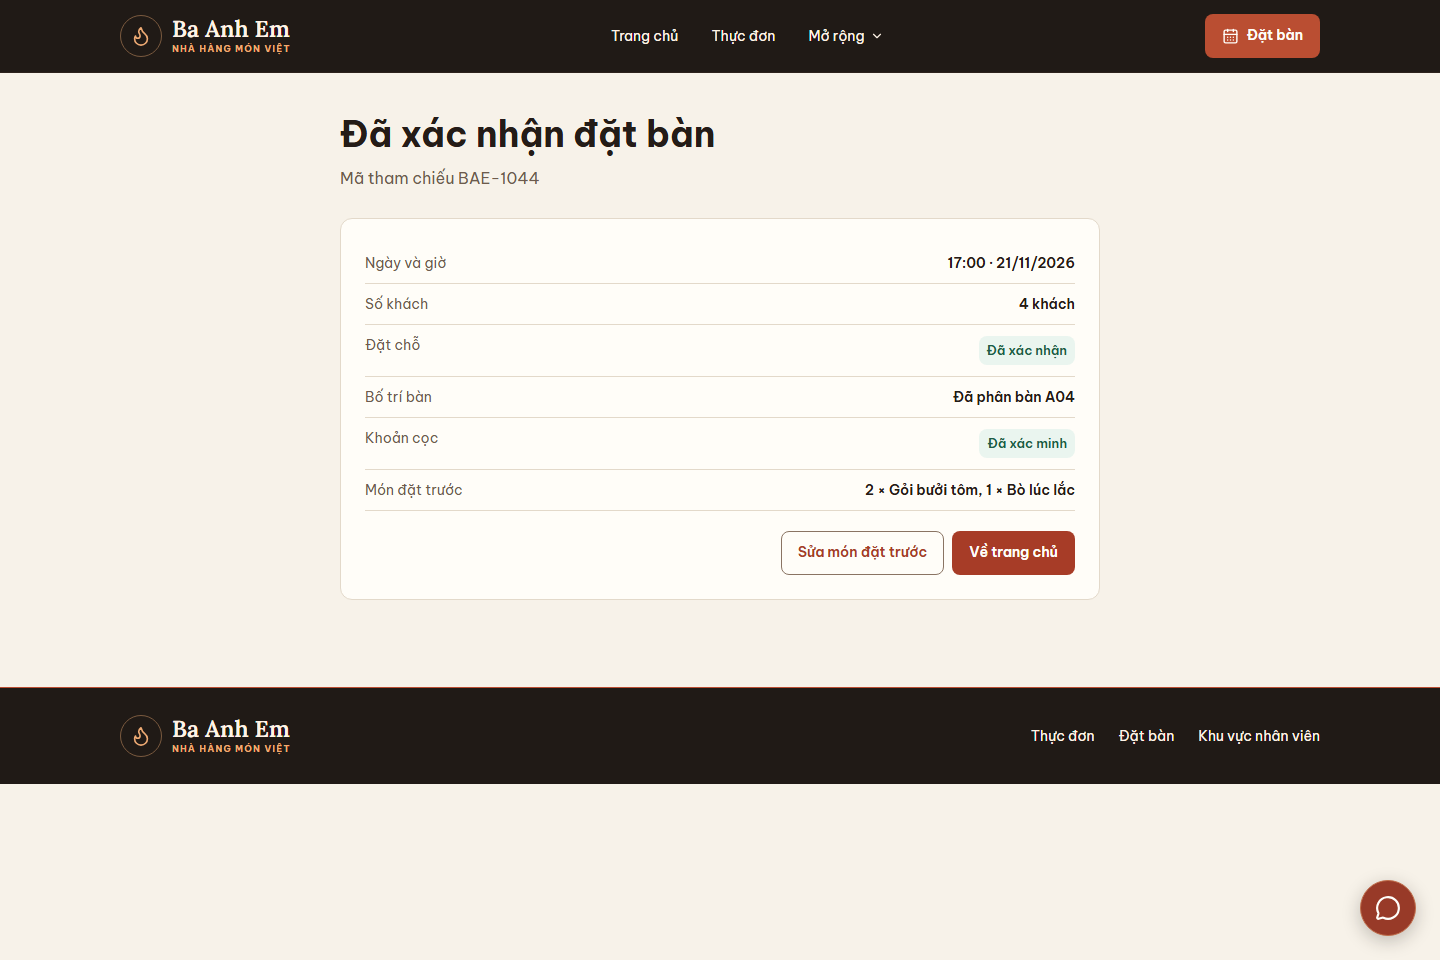 Ba Anh Em
NHÀ HÀNG MÓN VIỆT
Trang chủ
Thực đơn
Mở rộng
Đặt bàn
Đã xác nhận đặt bàn
Mã tham chiếu BAE-1044
Ngày và giờ
17:00 · 21/11/2026
Số khách
4 khách
Đặt chỗ
Đã xác nhận
Bố trí bàn
Đã phân bàn A04
Khoản cọc
Đã xác minh
Món đặt trước
2 × Gỏi bưởi tôm, 1 × Bò lúc lắc
Sửa món đặt trước
Về trang chủ
Ba Anh Em
NHÀ HÀNG MÓN VIỆT
Thực đơn
Đặt bàn
Khu vực nhân viên